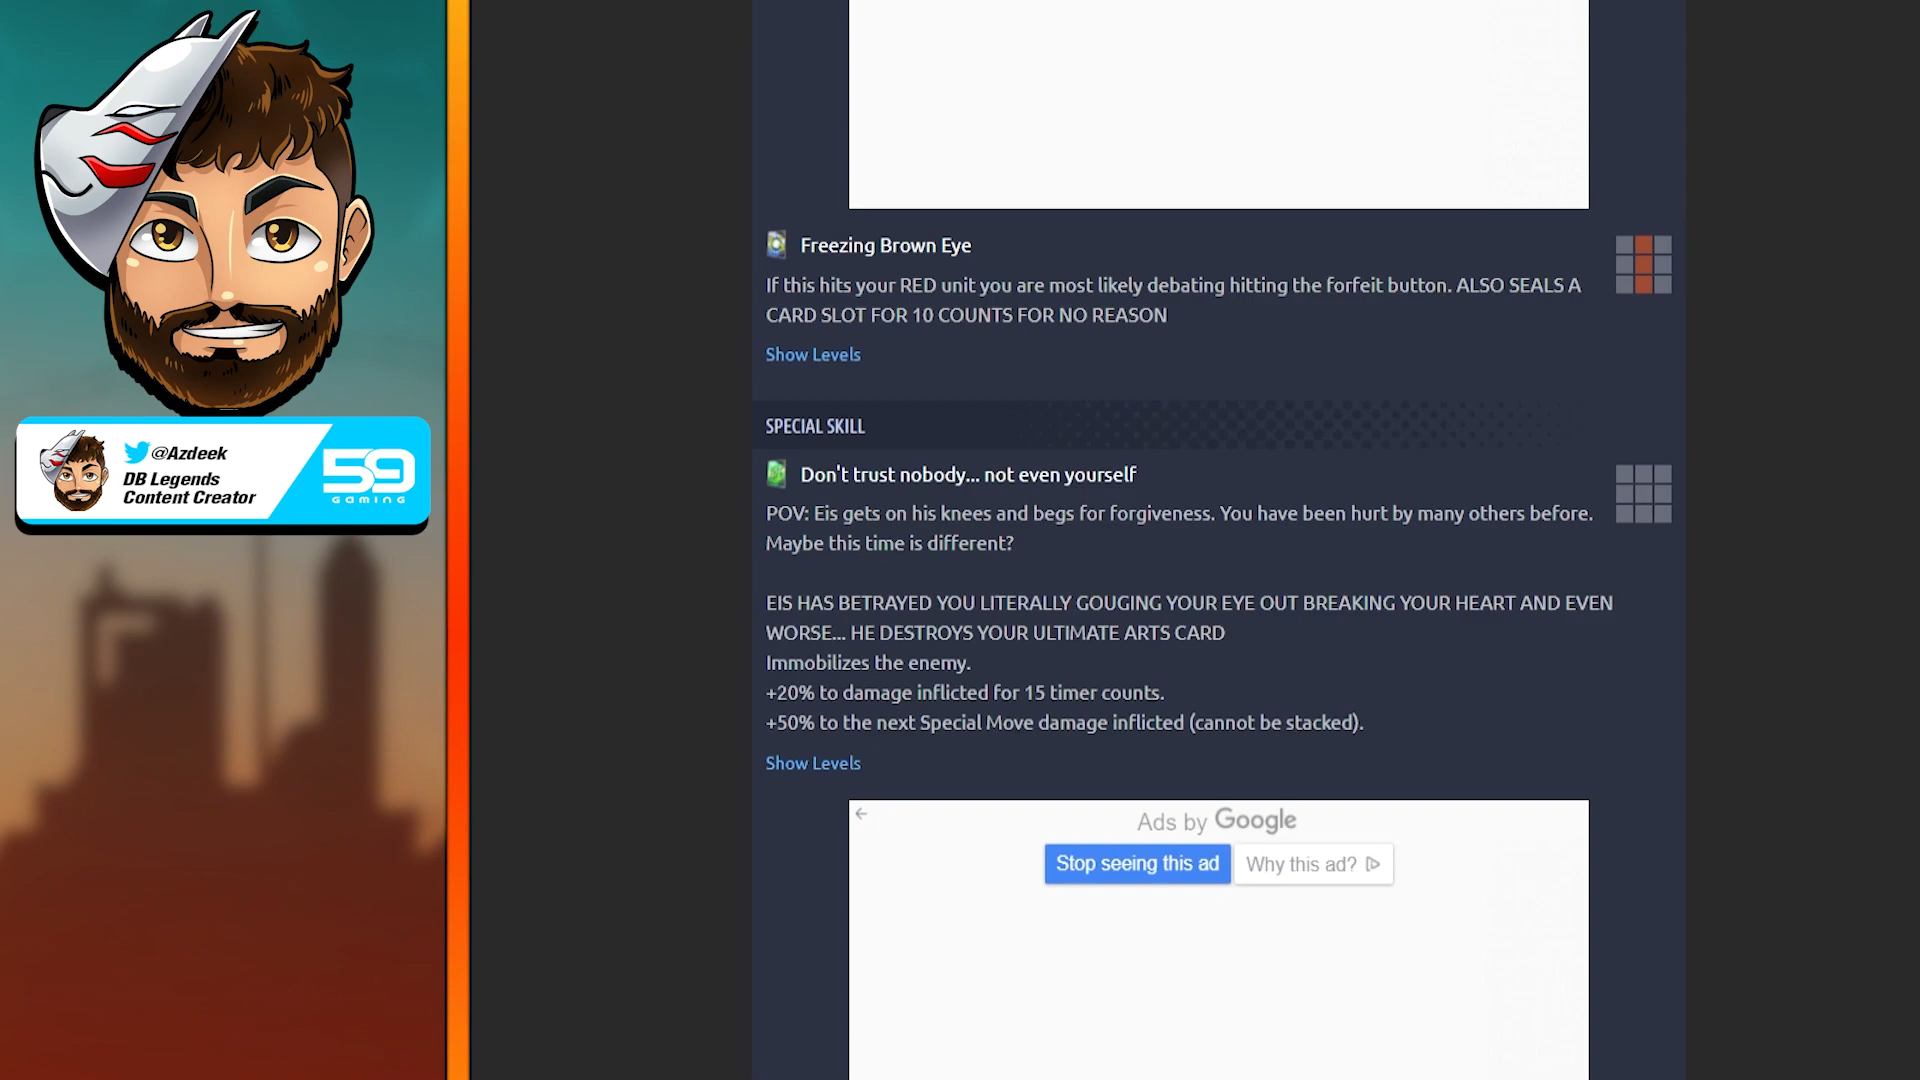 @Azdeek
DB Legends
Content Creator
59
GAMING
Freezing Brown Eye
If this hits your RED unit you are most likely debating hitting the forfeit button. ALSO SEALS A
CARD SLOT FOR 10 COUNTS FOR NO REASON
Show Levels
SPECIAL SKILL
Don't trust nobody... not even yourself
POV: Eis gets on his knees and begs for forgiveness. You have been hurt by many others before.
Maybe this time is different?
EIS HAS BETRAYED YOU LITERALLY GOUGING YOUR EYE OUT BREAKING YOUR HEART AND EVEN
WORSE... HE DESTROYS YOUR ULTIMATE ARTS CARD
Immobilizes the enemy.
+20% to damage inflicted for 15 timer counts.
+50% to the next Special Move damage inflicted (cannot be stacked).
Show Levels
Ads by Google
Stop seeing this ad
Why this ad?